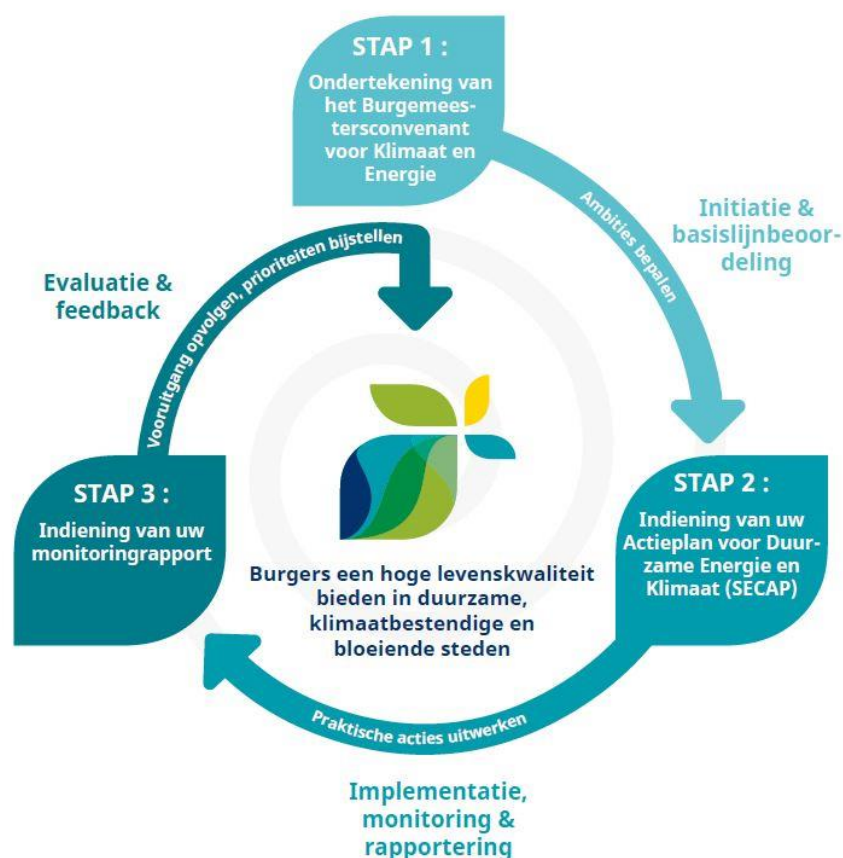 STAP 1 :
Ondertekening van
het Burgemees-
tersconvenant
voor Klimaat en
Energie
Ambities bepalen
Initiatie &
basislijnbeoor-
deling
STAP 2 :
Indiening van uw
Actieplan voor Duur-
zame Energie en
Klimaat (SECAP)
Praktische acties uitwerken
Implementatie,
monitoring &
rapportering
STAP 3 :
Indiening van uw
monitoringrapport
Vooruitgang opvolgen, prioriteiten bijstellen
Evaluatie &
feedback
Burgers een hoge levenskwaliteit
bieden in duurzame,
klimaatbestendige en
bloeiende steden